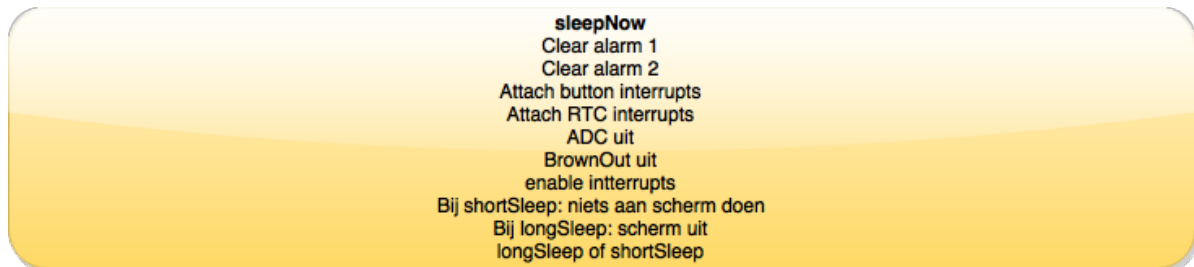 sleepNow
Clear alarm 1
Clear alarm 2
Attach button interrupts
Attach RTC interrupts
ADC uit
BrownOut uit
enable intterrupts
Bij shortSleep: niets aan scherm doen
Bij longSleep: scherm uit
longSleep of shortSleep